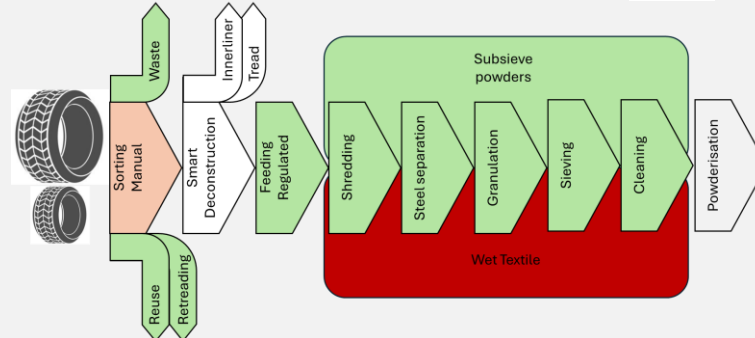 Waste
Innerliner
Tread
Subsieve
powders
Sorting
Manual
Smart
Deconstruction
Feeding
Regulated
Shredding
Steel separation
Granulation
Sieving
Cleaning
Powderisation
Wet Textile
Reuse
Retreading